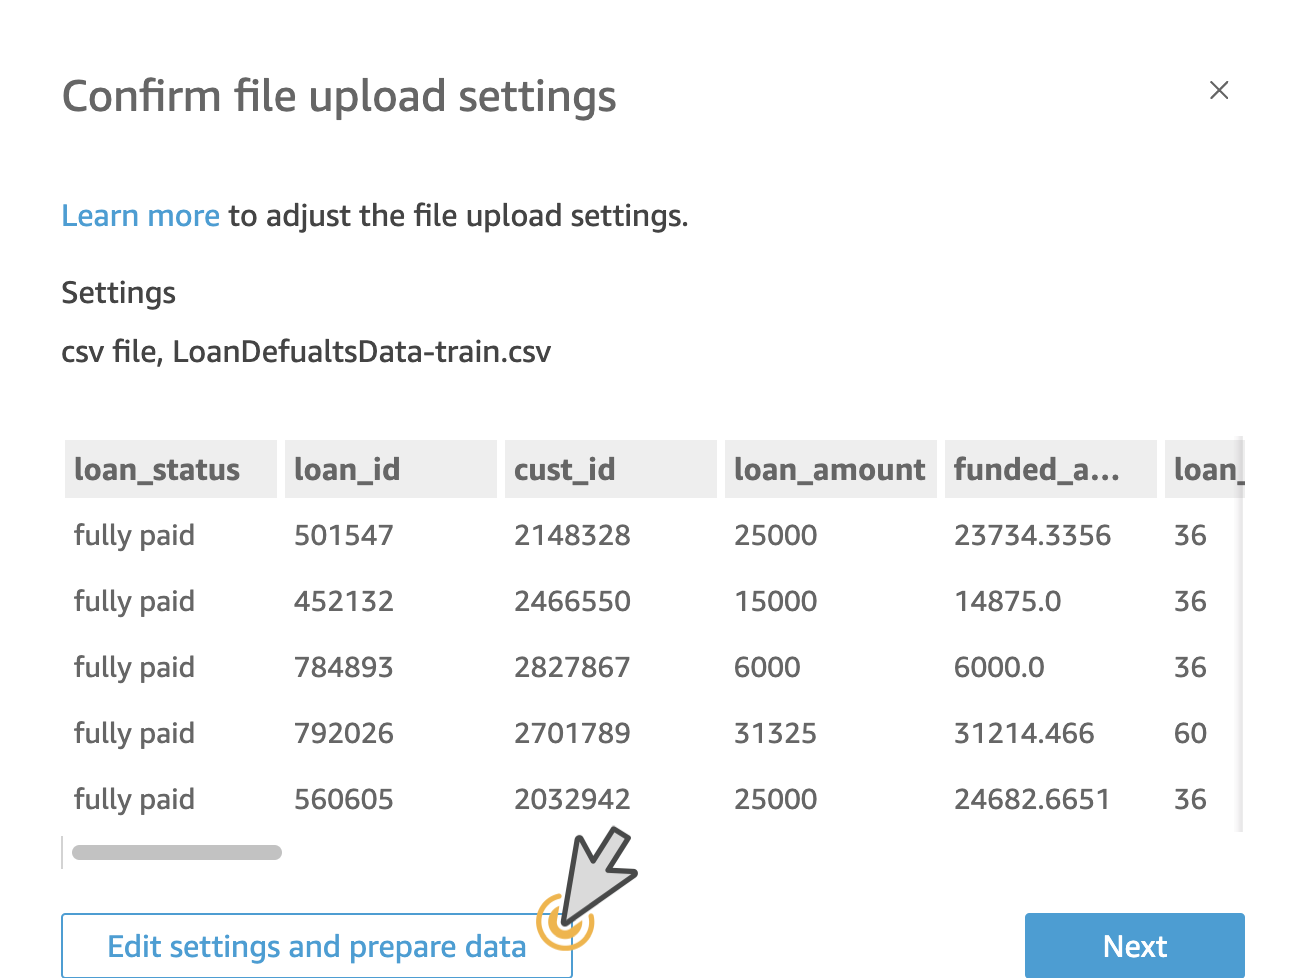 Confirm file upload settings
Learn more to adjust the file upload settings.
Settings
csv file, LoanDefualtsData-train.csv
loan_status loan_id cust_id loan_amount funded_a... loan_
fully paid 501547 2148328 25000 23734.3356 36
fully paid 452132 2466550 15000 14875.0 36
fully paid 784893 2827867 6000 6000.0 36
fully paid 792026 2701789 31325 31214.466 60
fully paid 560605 2032942 25000 24682.6651 36
Edit settings and prepare data Next